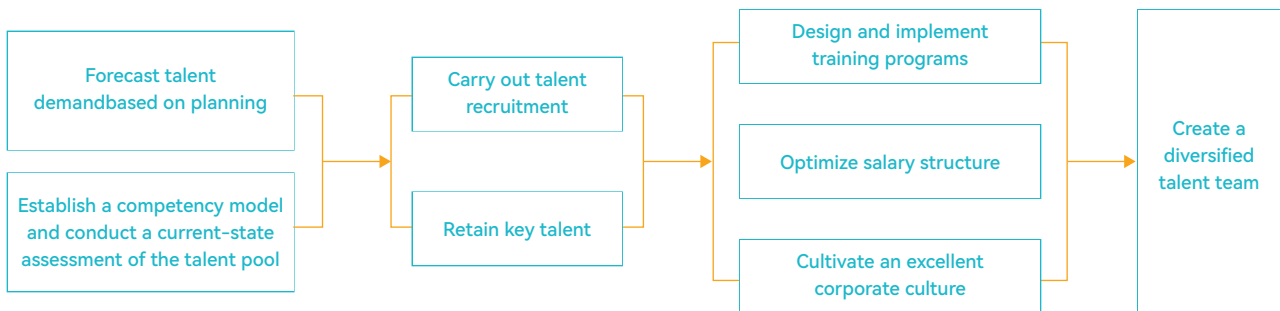 Forecast talent
demandbased on planning
Establish a competency model
and conduct a current-state
assessment of the talent pool
Carry out talent
recruitment
Retain key talent
Design and implement
training programs
Optimize salary structure
Cultivate an excellent
corporate culture
Create a
diversified
talent team